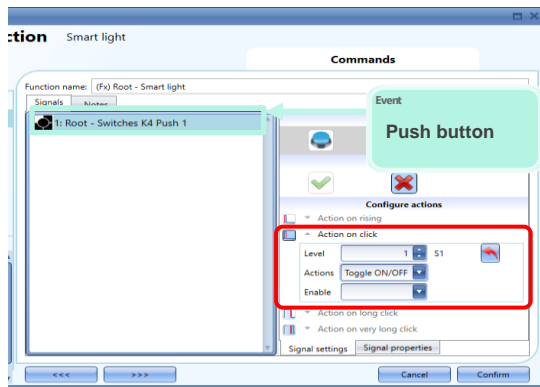 ction Smart light
Commands
Function name: (Fx) Root - Smart light
Signals Notes
1: Root - Switches K4 Push 1
Event
Push button
Configure actions
Action on rising
Action on click
Level 1 S1
Actions Toggle ON/OFF
Enable
Action on long click
Action on very long click
Signal settings Signal properties
<<< >>> Cancel Confirm